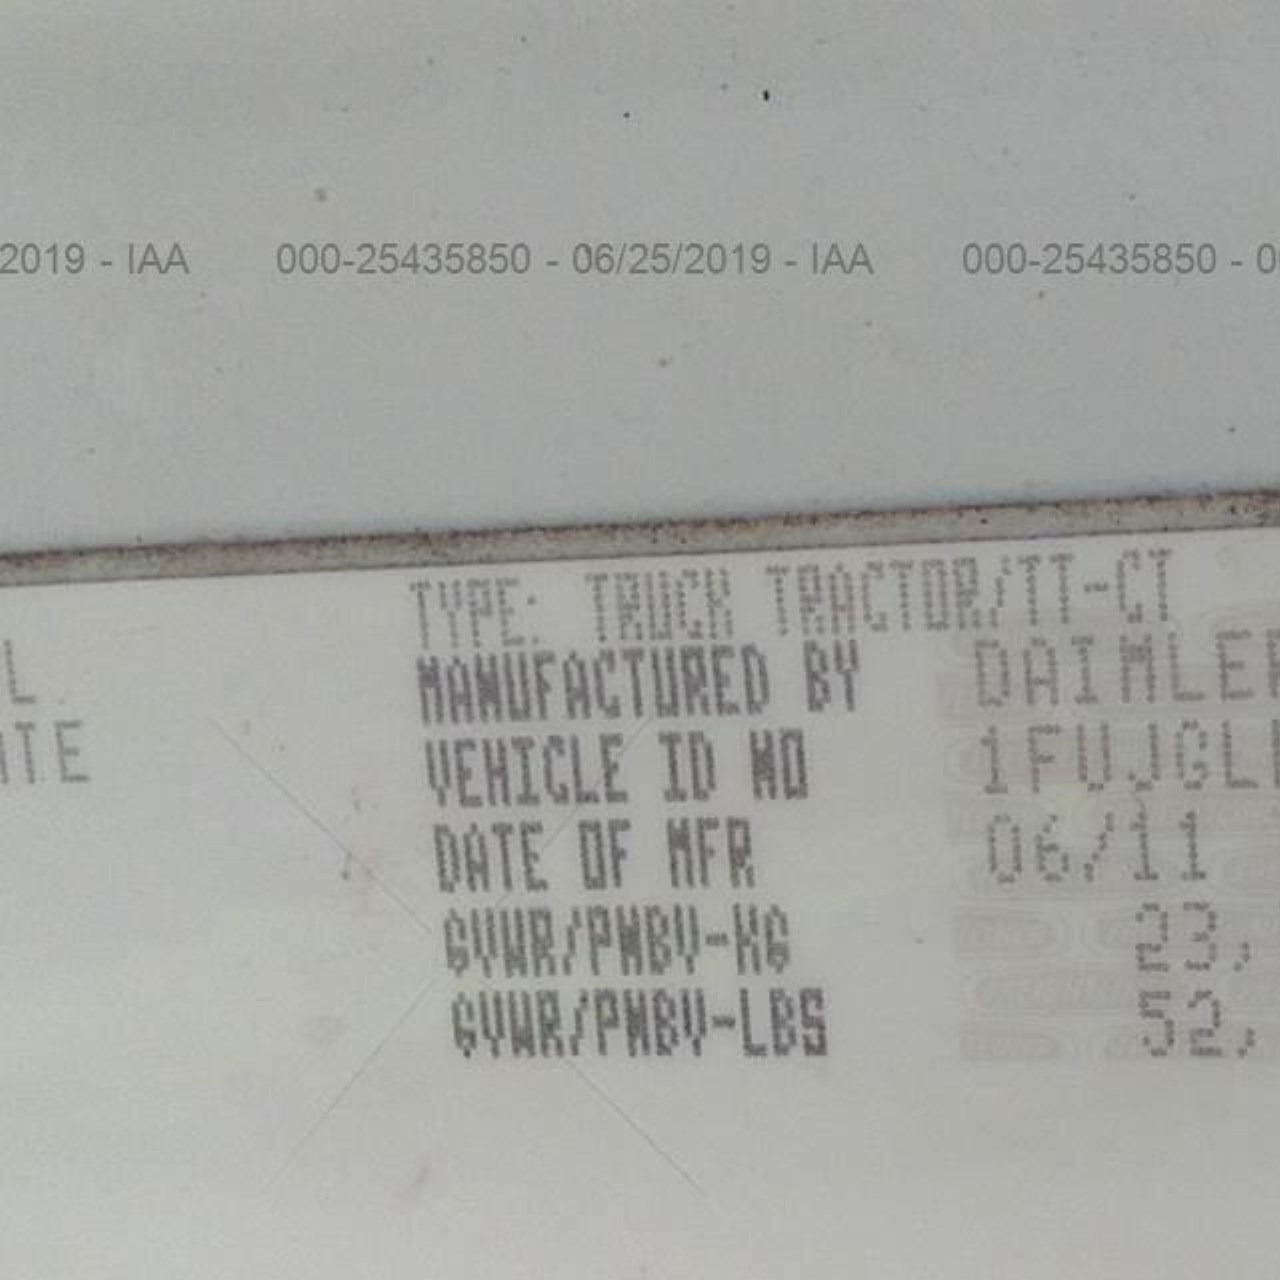 2019 - IAA 000-25435850 - 06/25/2019 - IAA 000-25435850 - 0
TYPE: TRUCK TRACTOR/TT-CT
MANUFACTURED BY DAIMLER
L
VEHICLE ID NO 1FUJGL
ATE
DATE OF MFR 06/11
GVWR/PNBV-KG 23,
GVWR/PNBV-LBS 52,